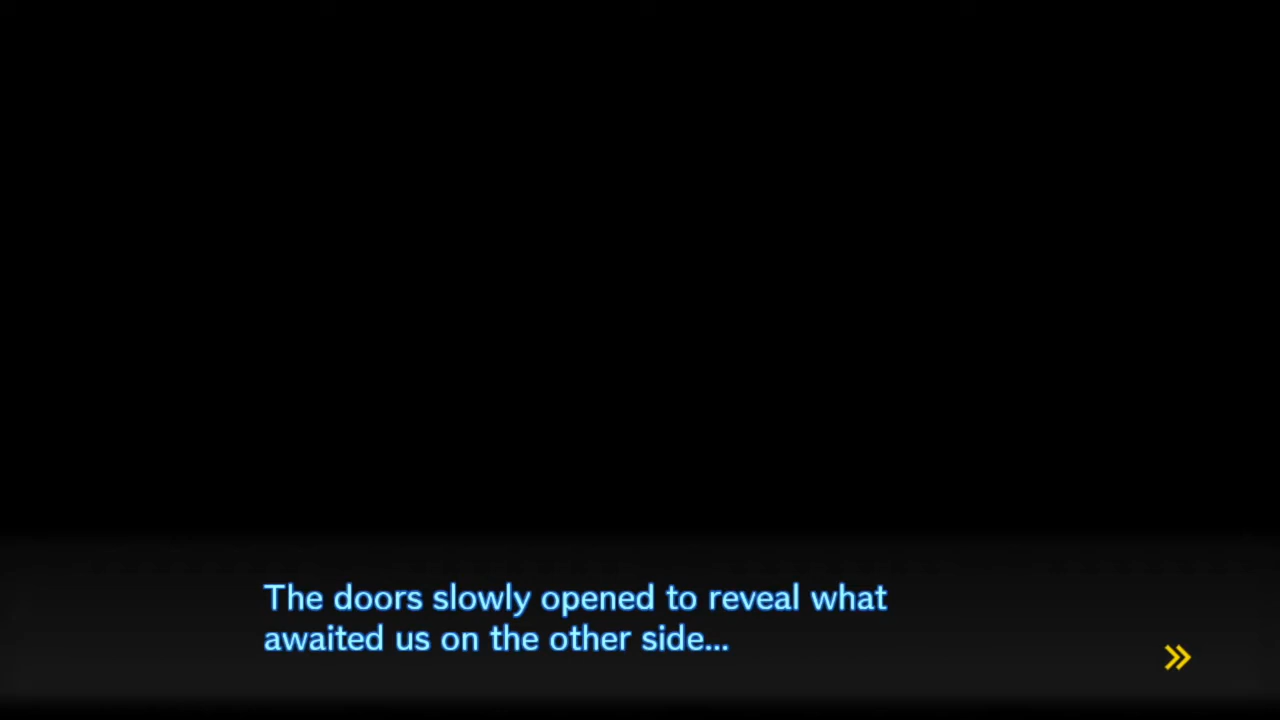 The doors slowly opened to reveal what
awaited us on the other side...